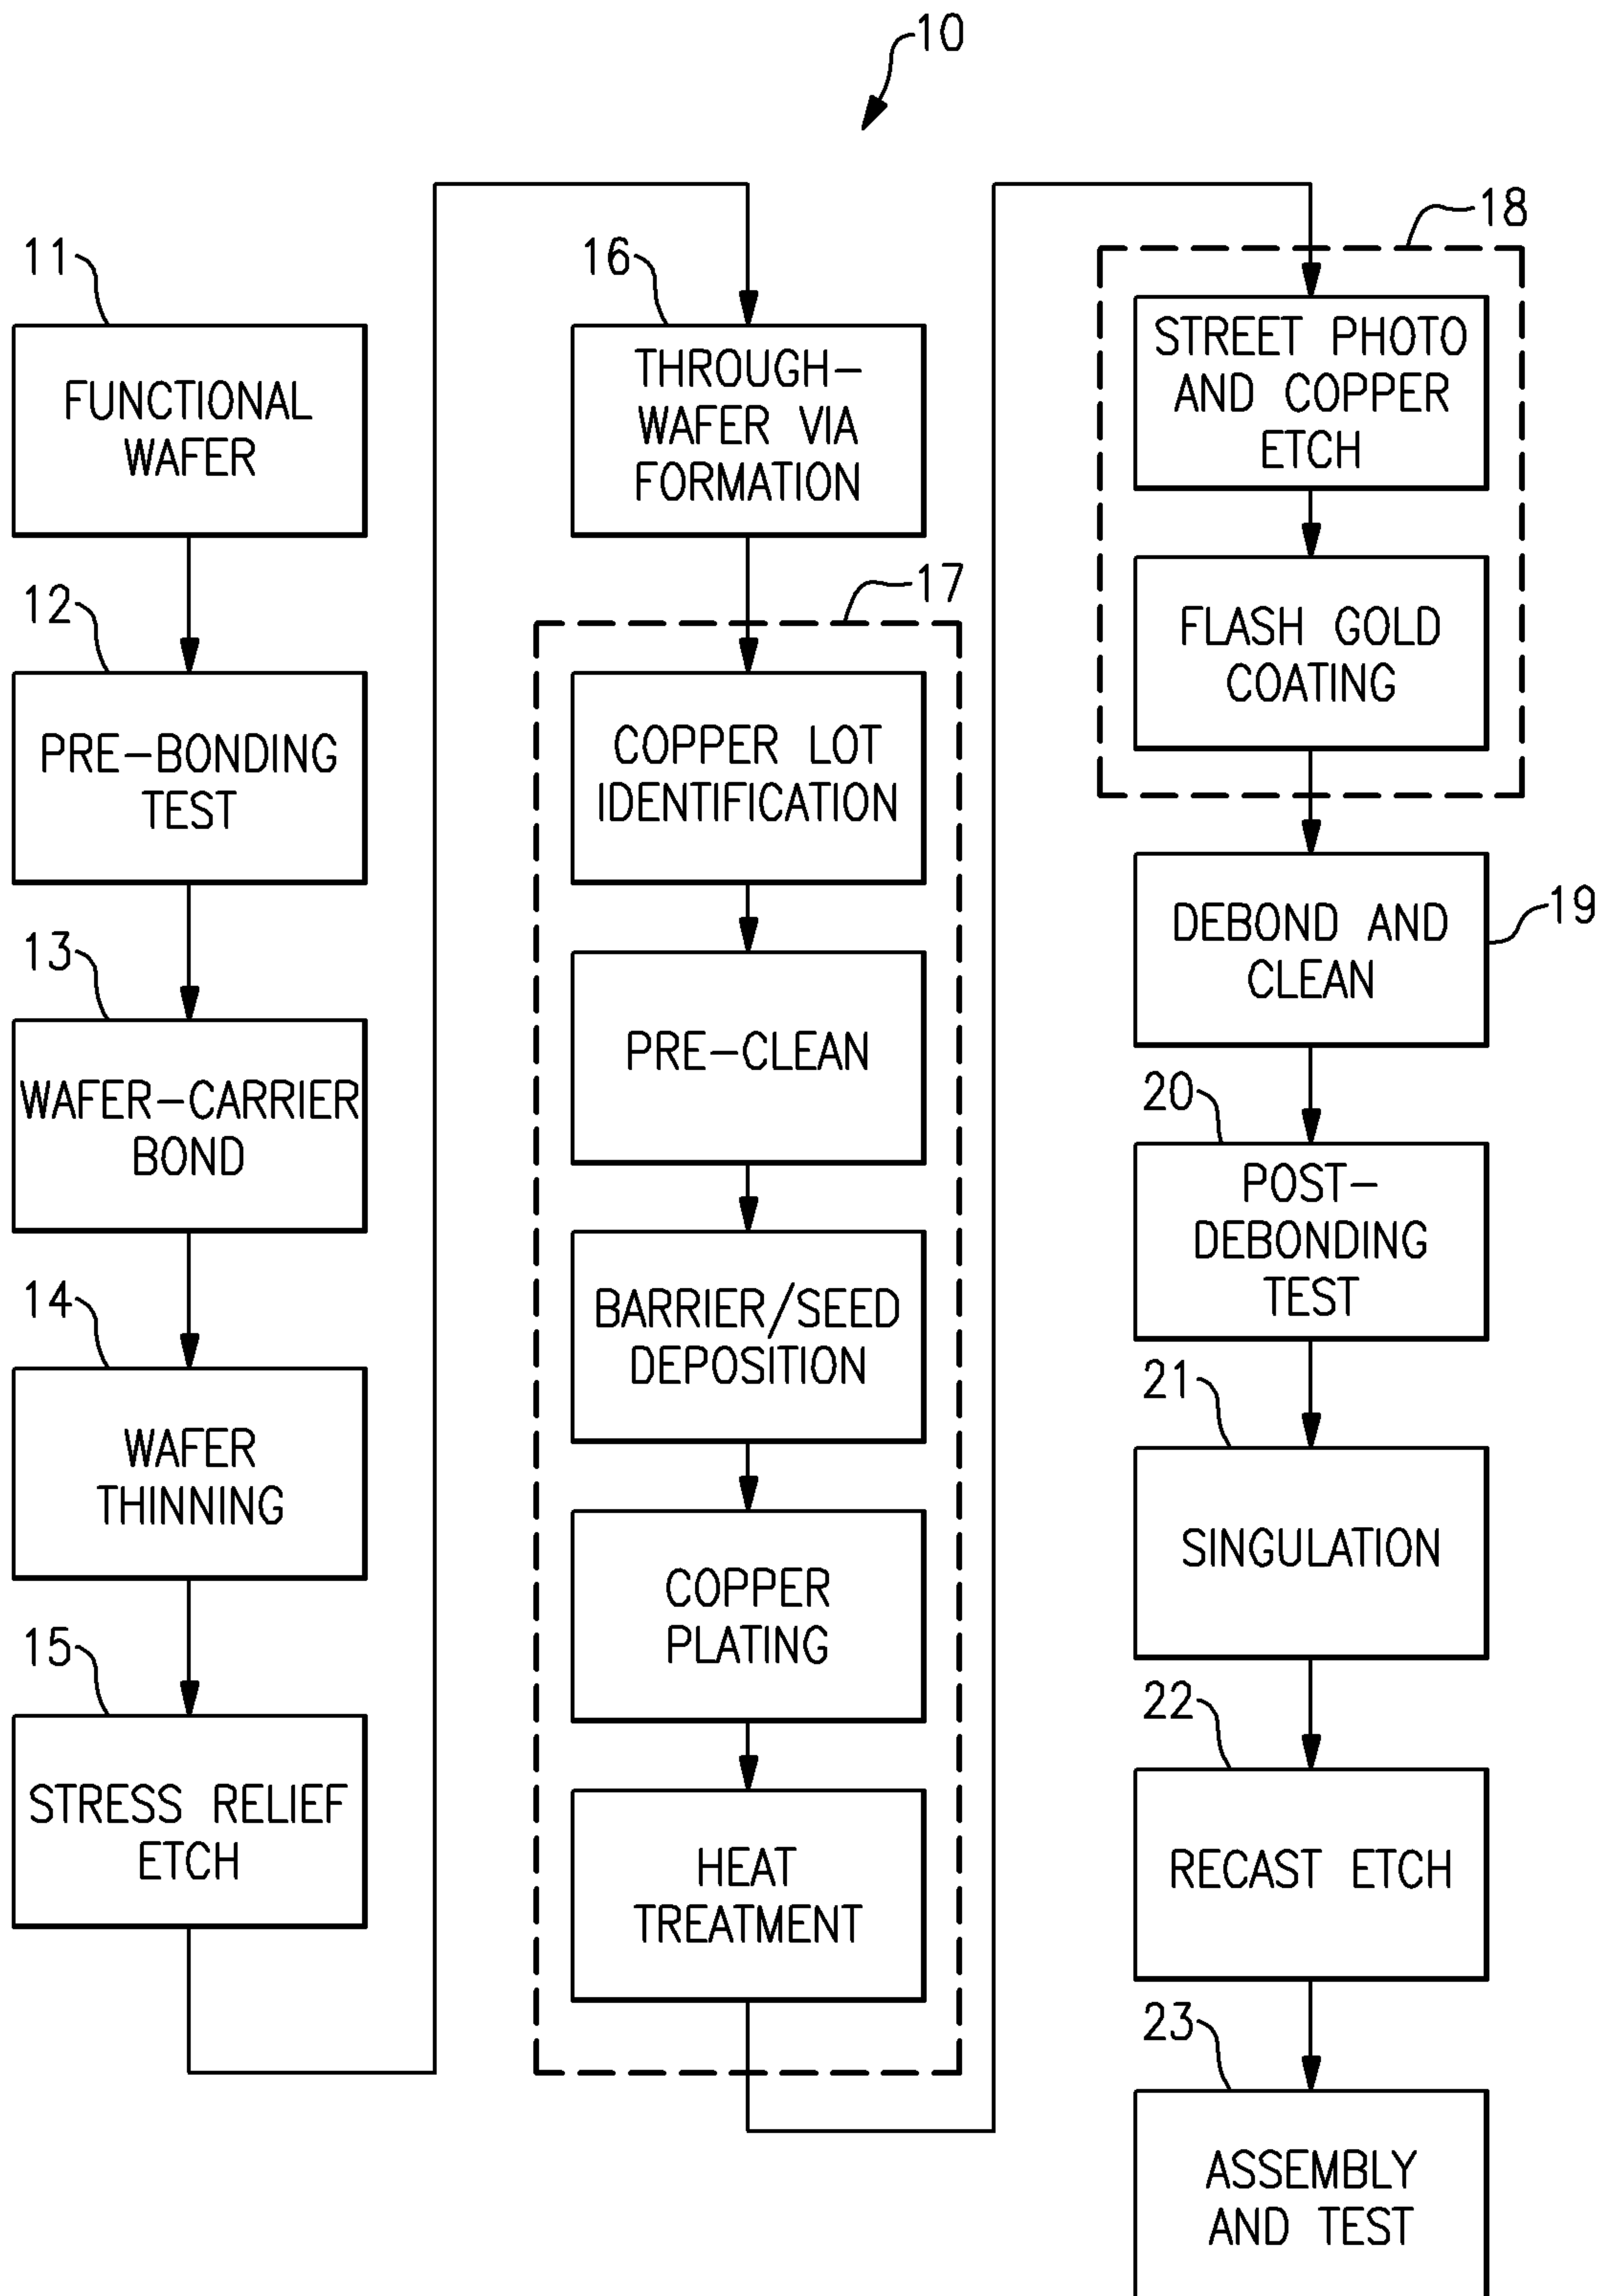 10
11
FUNCTIONAL
WAFER
12
PRE-BONDING
TEST
13
WAFER-CARRIER
BOND
14
WAFER
THINNING
15
STRESS RELIEF
ETCH
16
THROUGH-
WAFER VIA
FORMATION
17
COPPER LOT
IDENTIFICATION
PRE-CLEAN
BARRIER/SEED
DEPOSITION
COPPER
PLATING
HEAT
TREATMENT
18
STREET PHOTO
AND COPPER
ETCH
FLASH GOLD
COATING
19
DEBOND AND
CLEAN
20
POST-
DEBONDING
TEST
21
SINGULATION
22
RECAST ETCH
23
ASSEMBLY
AND TEST